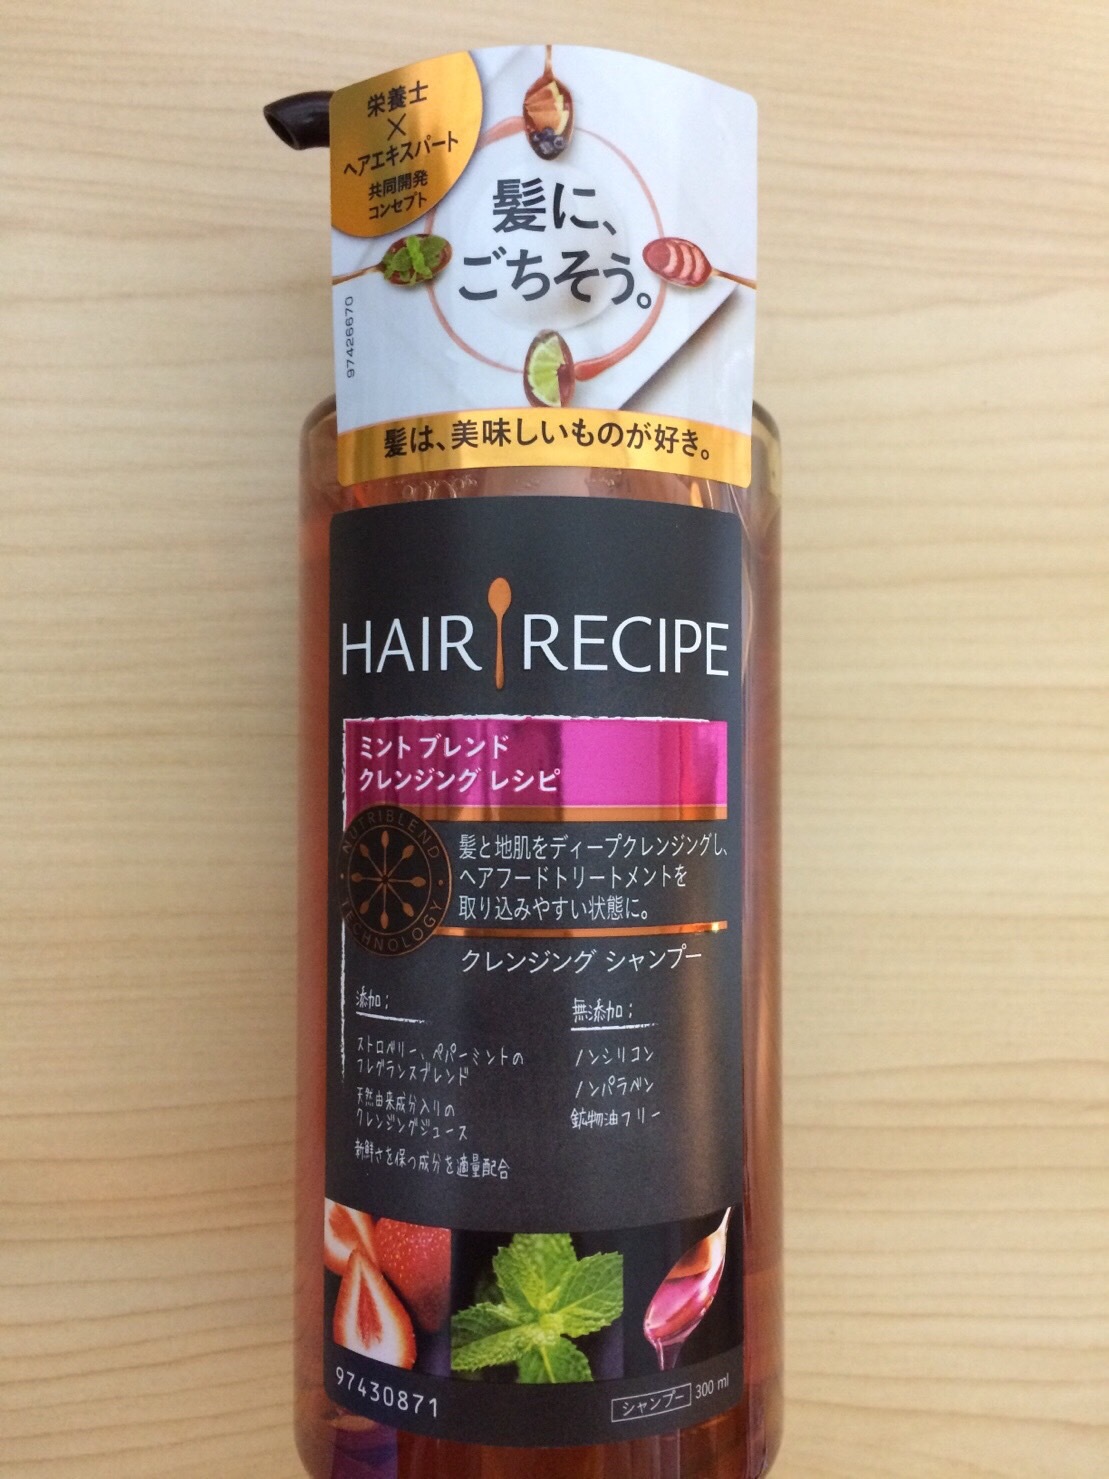 栄養士
×
ヘアエキスパート
共同開発
コンセプト
髪に、
ごちそう。
97426670
髪は、美味しいものが好き。
HAIR RECIPE
ミント ブレンド
クレンジング レシピ
NUTRIBLEND TECHNOLOGY
髪と地肌をディープクレンジングし、
ヘアフードトリートメントを
取り込みやすい状態に。
クレンジング シャンプー
添加;
ストロベリー、ペパーミントの
フレグランスブレンド
天然由来成分入りの
クレンジングジュース
新鮮さを保つ成分を適量配合
無添加;
ノンシリコン
ノンパラベン
鉱物油フリー
97430871
シャンプー 300 ml